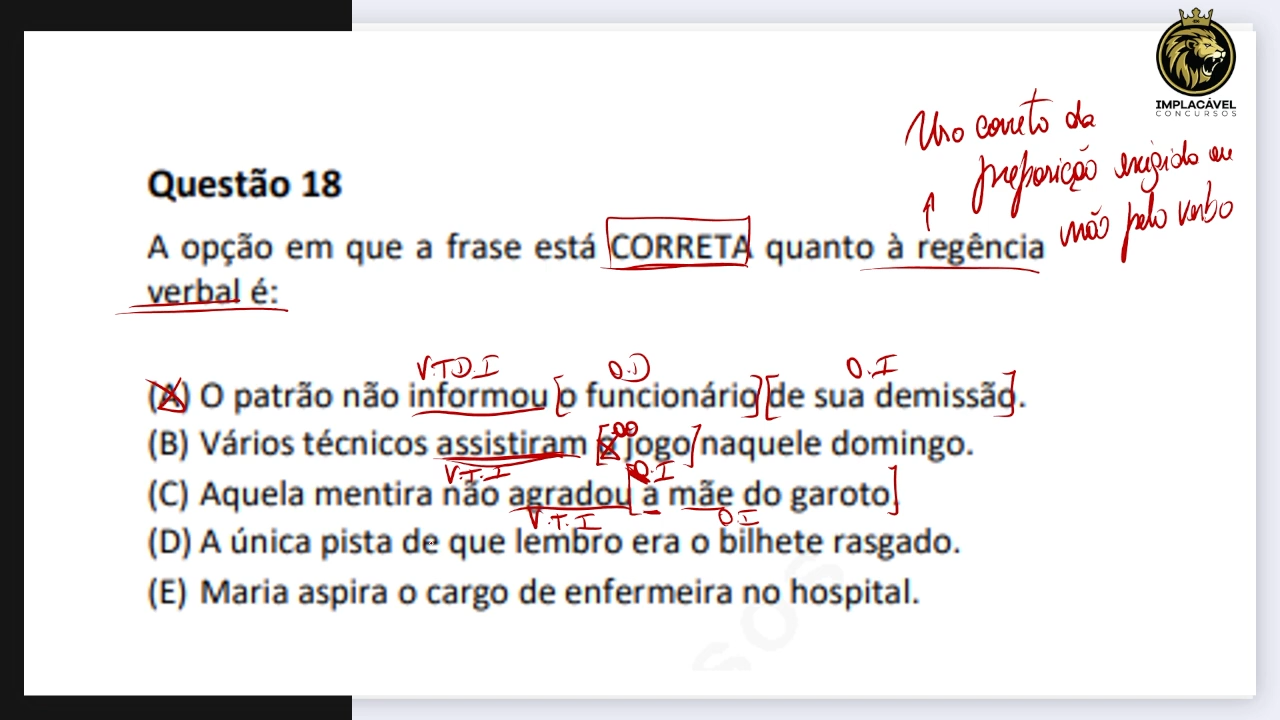 IMPLACÁVEL
CONCURSOS
Uso correto da
preposição exigida ou
não pelo verbo
Questão 18
A opção em que a frase está CORRETA quanto à regência
verbal é:
V.T.D.I O.D O.I
(A) O patrão não informou o funcionário de sua demissão.
ao
(B) Vários técnicos assistiram o jogo naquele domingo.
V.T.I O.I
(C) Aquela mentira não agradou a mãe do garoto.
V.T.I O.I
(D) A única pista de que lembro era o bilhete rasgado.
(E) Maria aspira o cargo de enfermeira no hospital.
SOS